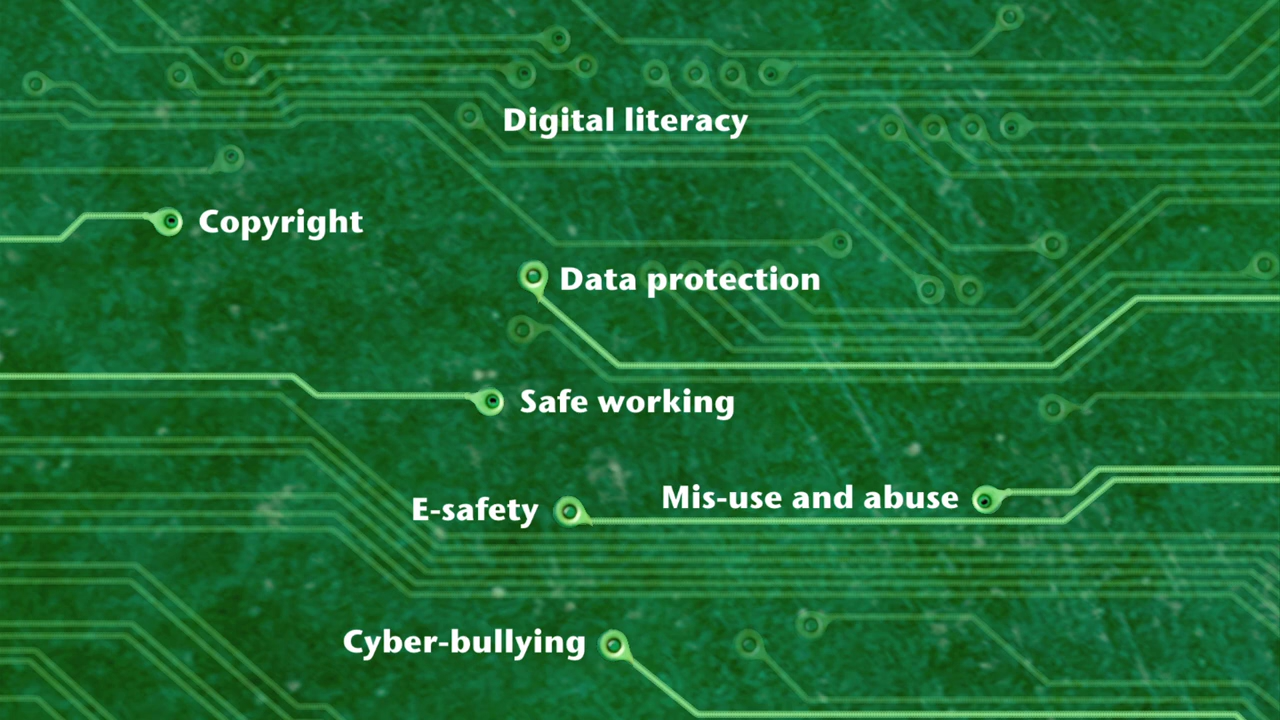 Digital literacy
Copyright
Data protection
Safe working
Mis-use and abuse
E-safety
Cyber-bullying